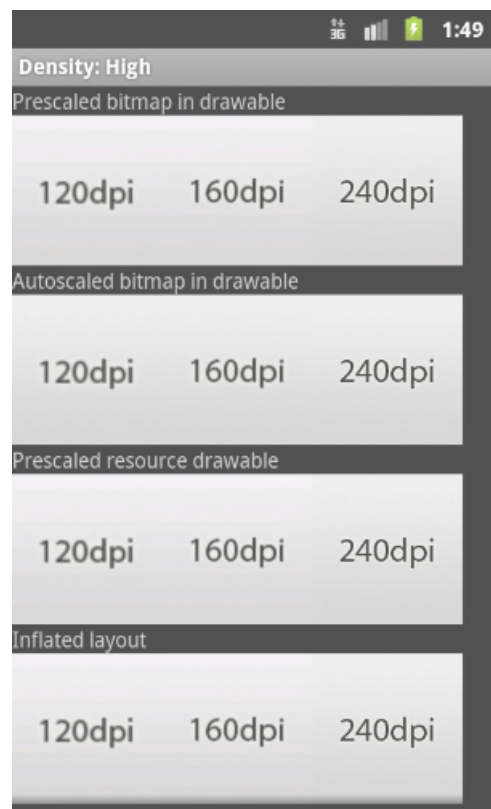 3G 1:49
Density: High
Prescaled bitmap in drawable
120dpi 160dpi 240dpi
Autoscaled bitmap in drawable
120dpi 160dpi 240dpi
Prescaled resource drawable
120dpi 160dpi 240dpi
Inflated layout
120dpi 160dpi 240dpi